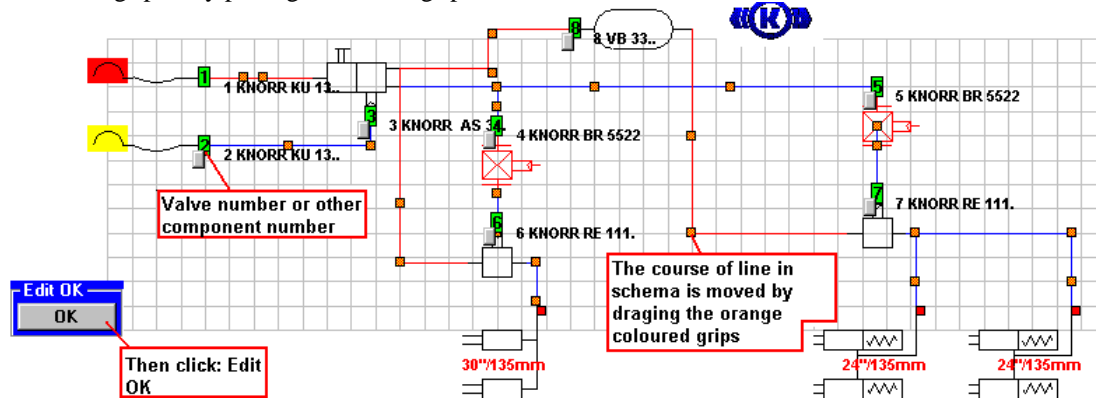 8
8 VB 33..
K
1
1 KNORR KU 13..
5
5 KNORR BR 5522
3
3 KNORR AS 34.
4
4 KNORR BR 5522
2
2 KNORR KU 13..
Valve number or other
component number
7
7 KNORR RE 111.
6
6 KNORR RE 111.
The course of line in
schema is moved by
draging the orange
coloured grips
Edit OK
OK
Then click: Edit
OK
30"/135mm
24"/135mm
24"/135mm